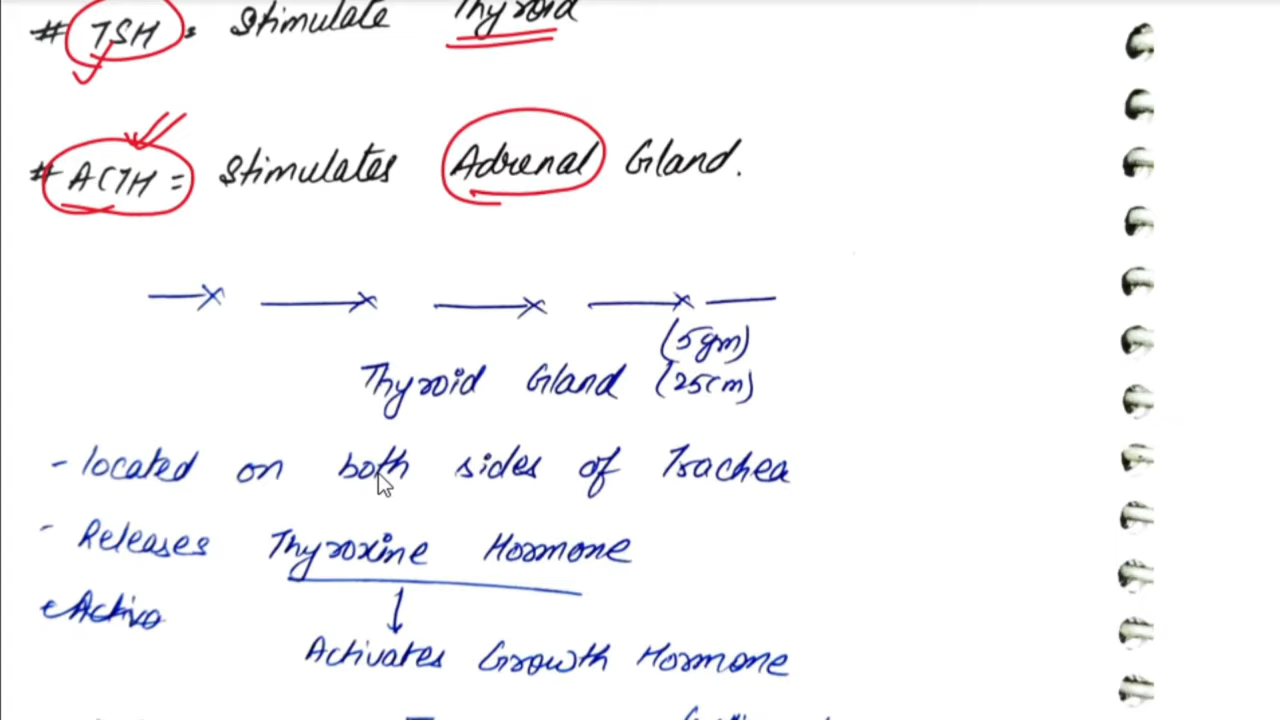 # TSH = Stimulate Thyroid
# ACTH = Stimulates Adrenal Gland.
(5gm)
Thyroid Gland (25cm)
- located on both sides of Trachea
- Releases Thyroxine Hormone
Activates Growth Hormone